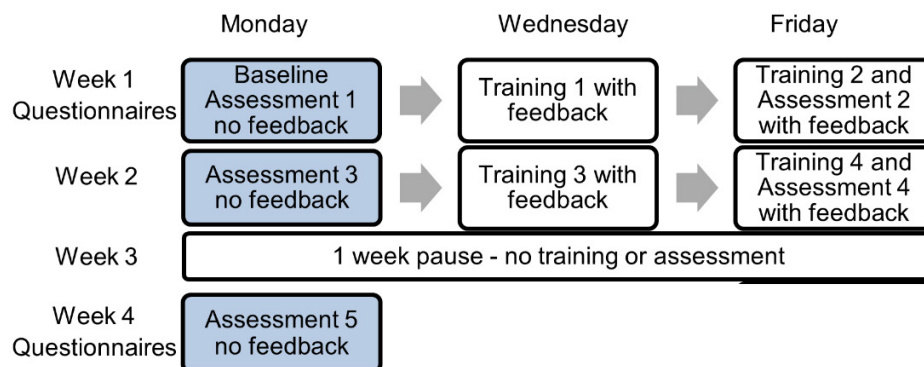 Monday
Wednesday
Friday
Week 1
Questionnaires
Baseline
Assessment 1
no feedback
Training 1 with
feedback
Training 2 and
Assessment 2
with feedback
Week 2
Assessment 3
no feedback
Training 3 with
feedback
Training 4 and
Assessment 4
with feedback
Week 3
1 week pause - no training or assessment
Week 4
Questionnaires
Assessment 5
no feedback